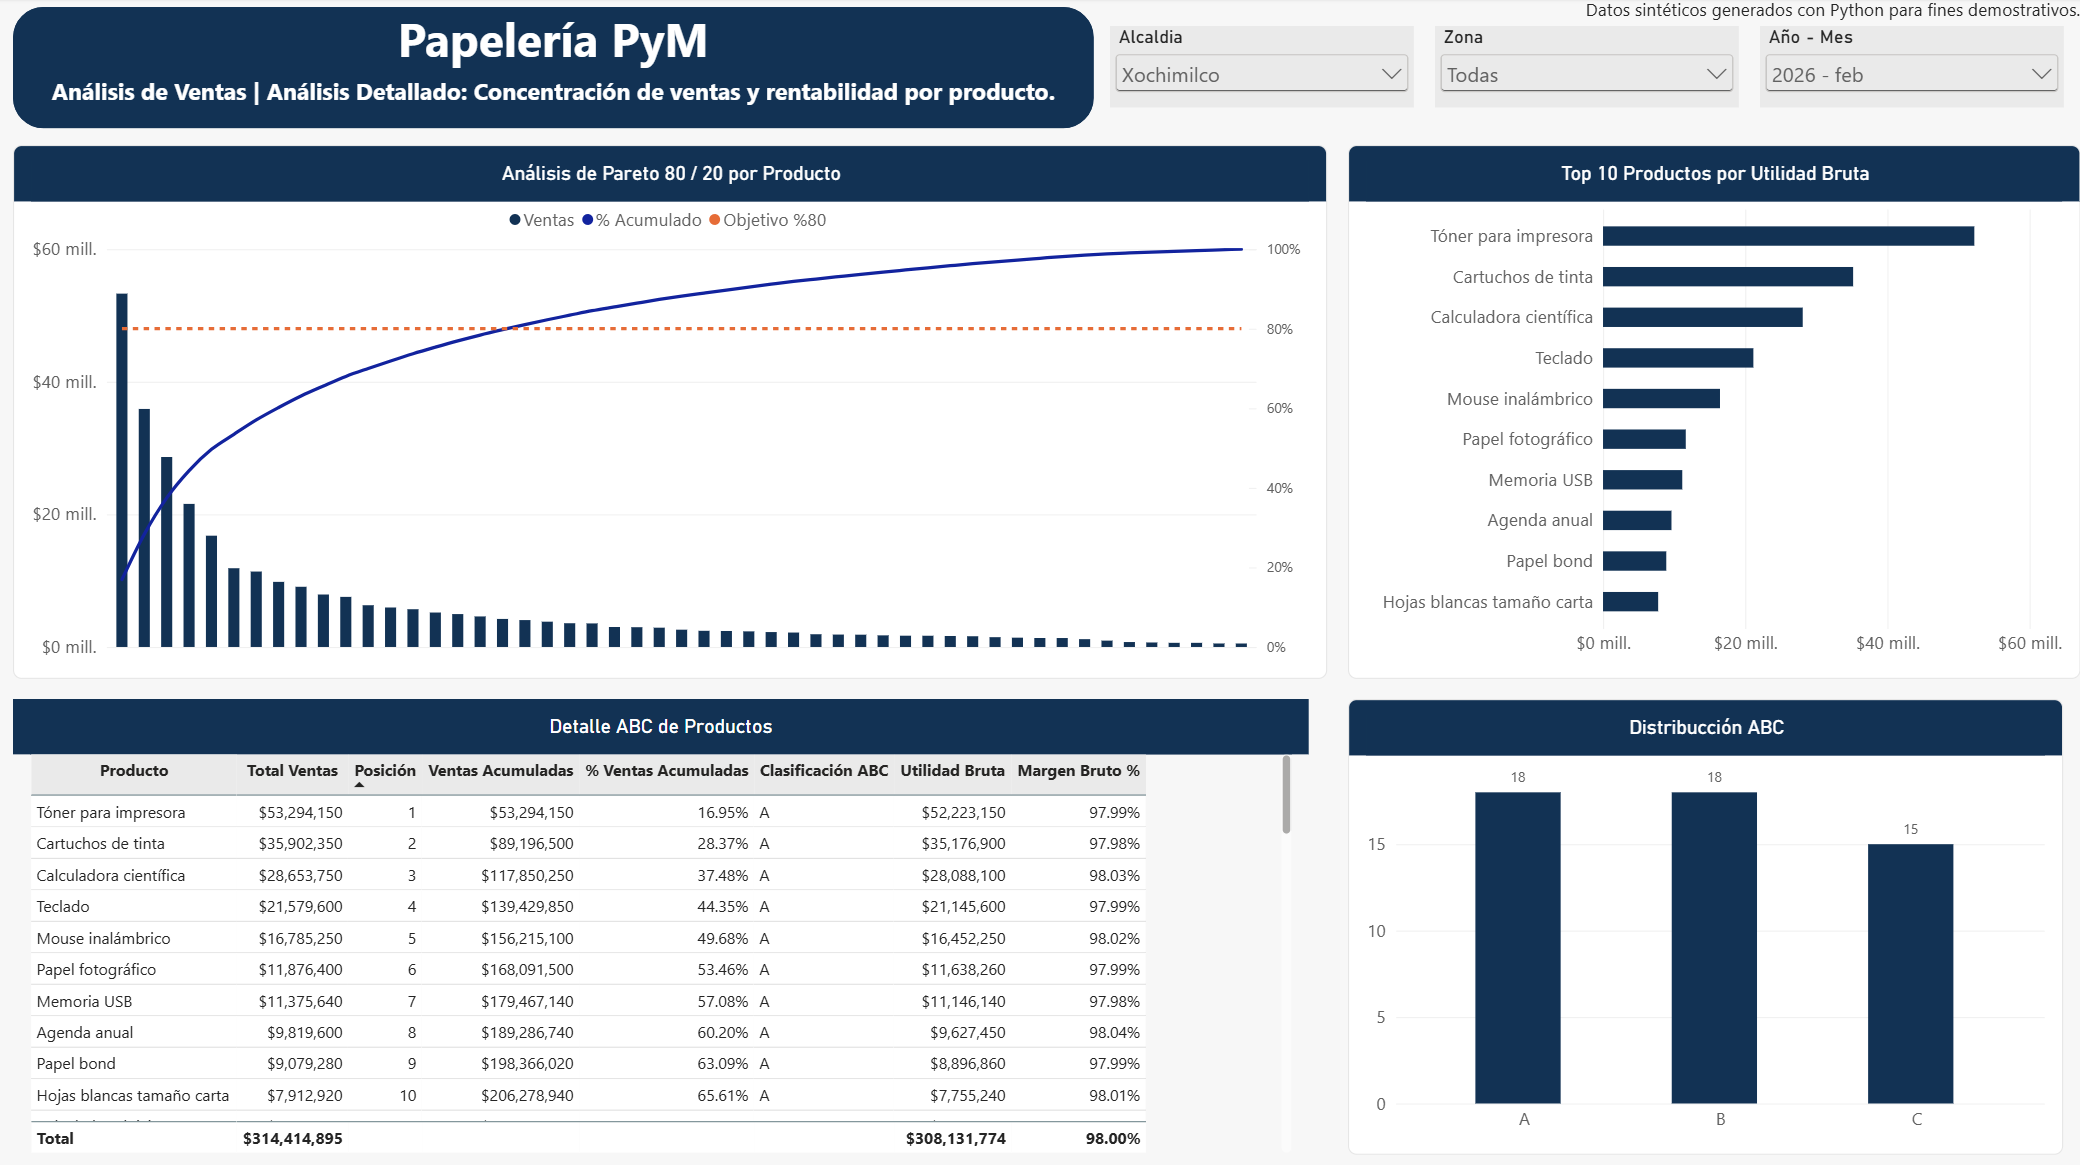 Datos sintéticos generados con Python para fines demostrativos.
Papelería PyM
Análisis de Ventas | Análisis Detallado: Concentración de ventas y rentabilidad por producto.
Alcaldia
Xochimilco
Zona
Todas
Año - Mes
2026 - feb
Análisis de Pareto 80 / 20 por Producto
Ventas % Acumulado Objetivo %80
$60 mill.
$40 mill.
$20 mill.
$0 mill.
100%
80%
60%
40%
20%
0%
Top 10 Productos por Utilidad Bruta
Tóner para impresora
Cartuchos de tinta
Calculadora científica
Teclado
Mouse inalámbrico
Papel fotográfico
Memoria USB
Agenda anual
Papel bond
Hojas blancas tamaño carta
$0 mill. $20 mill. $40 mill. $60 mill.
Detalle ABC de Productos
Producto Total Ventas Posición Ventas Acumuladas % Ventas Acumuladas Clasificación ABC Utilidad Bruta Margen Bruto %
Tóner para impresora $53,294,150 1 $53,294,150 16.95% A $52,223,150 97.99%
Cartuchos de tinta $35,902,350 2 $89,196,500 28.37% A $35,176,900 97.98%
Calculadora científica $28,653,750 3 $117,850,250 37.48% A $28,088,100 98.03%
Teclado $21,579,600 4 $139,429,850 44.35% A $21,145,600 97.99%
Mouse inalámbrico $16,785,250 5 $156,215,100 49.68% A $16,452,250 98.02%
Papel fotográfico $11,876,400 6 $168,091,500 53.46% A $11,638,260 97.99%
Memoria USB $11,375,640 7 $179,467,140 57.08% A $11,146,140 97.98%
Agenda anual $9,819,600 8 $189,286,740 60.20% A $9,627,450 98.04%
Papel bond $9,079,280 9 $198,366,020 63.09% A $8,896,860 97.99%
Hojas blancas tamaño carta $7,912,920 10 $206,278,940 65.61% A $7,755,240 98.01%
Total $314,414,895 $308,131,774 98.00%
Distribucción ABC
18 18 15
15
10
5
0
A B C